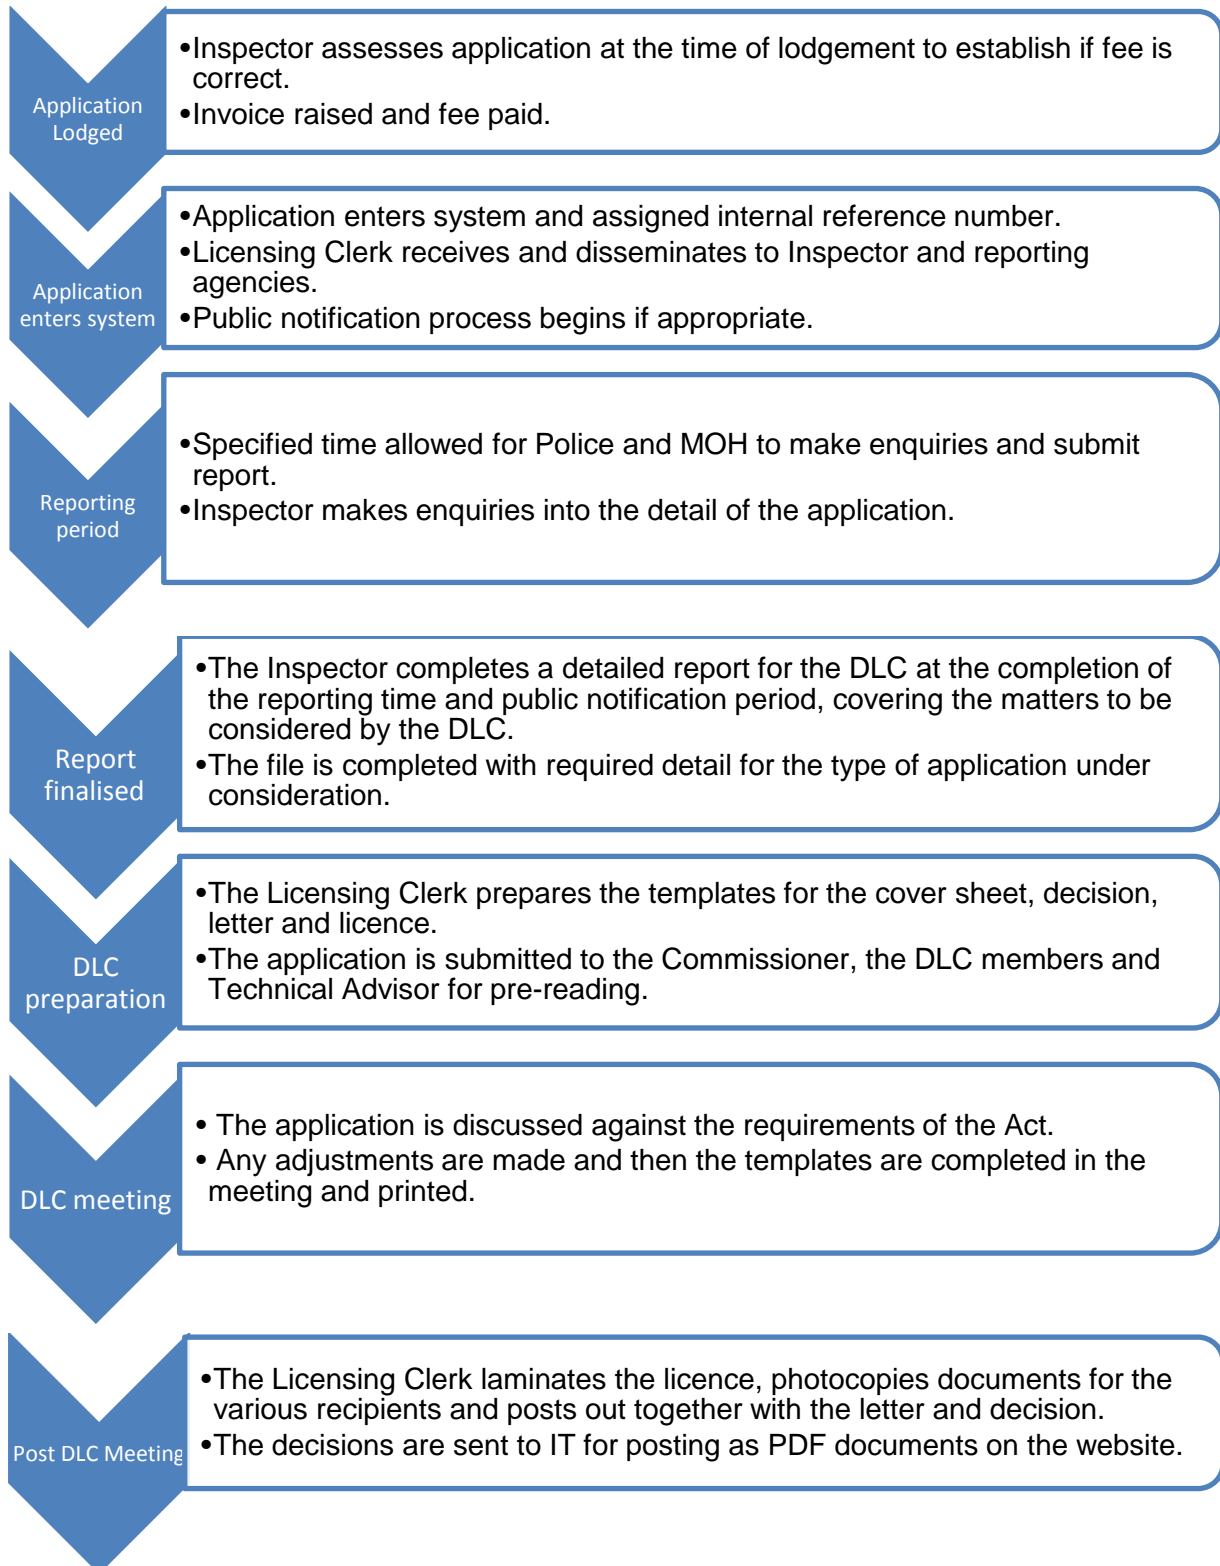 Application
Lodged
•Inspector assesses application at the time of lodgement to establish if fee is
correct.
•Invoice raised and fee paid.
Application
enters system
•Application enters system and assigned internal reference number.
•Licensing Clerk receives and disseminates to Inspector and reporting
agencies.
•Public notification process begins if appropriate.
Reporting
period
•Specified time allowed for Police and MOH to make enquiries and submit
report.
•Inspector makes enquiries into the detail of the application.
Report
finalised
•The Inspector completes a detailed report for the DLC at the completion of
the reporting time and public notification period, covering the matters to be
considered by the DLC.
•The file is completed with required detail for the type of application under
consideration.
DLC
preparation
•The Licensing Clerk prepares the templates for the cover sheet, decision,
letter and licence.
•The application is submitted to the Commissioner, the DLC members and
Technical Advisor for pre-reading.
DLC meeting
• The application is discussed against the requirements of the Act.
• Any adjustments are made and then the templates are completed in the
meeting and printed.
Post DLC Meeting
•The Licensing Clerk laminates the licence, photocopies documents for the
various recipients and posts out together with the letter and decision.
•The decisions are sent to IT for posting as PDF documents on the website.